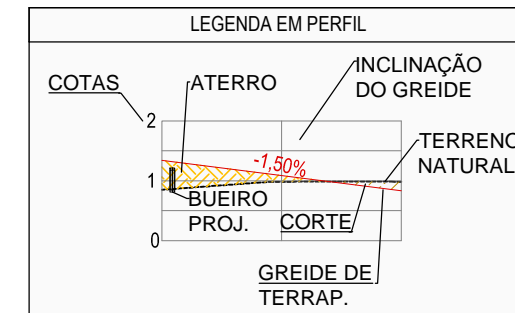 LEGENDA EM PERFIL
COTAS
ATERRO
INCLINAÇÃO
DO GREIDE
2
-1,50%
TERRENO
NATURAL
1
BUEIRO
PROJ.
CORTE
0
GREIDE DE
TERRAP.